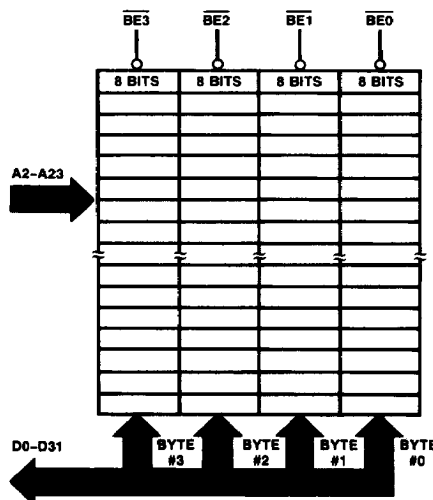 BE3 BE2 BE1 BE0
8 BITS 8 BITS 8 BITS 8 BITS
A2-A23
D0-D31
BYTE #3
BYTE #2
BYTE #1
BYTE #0